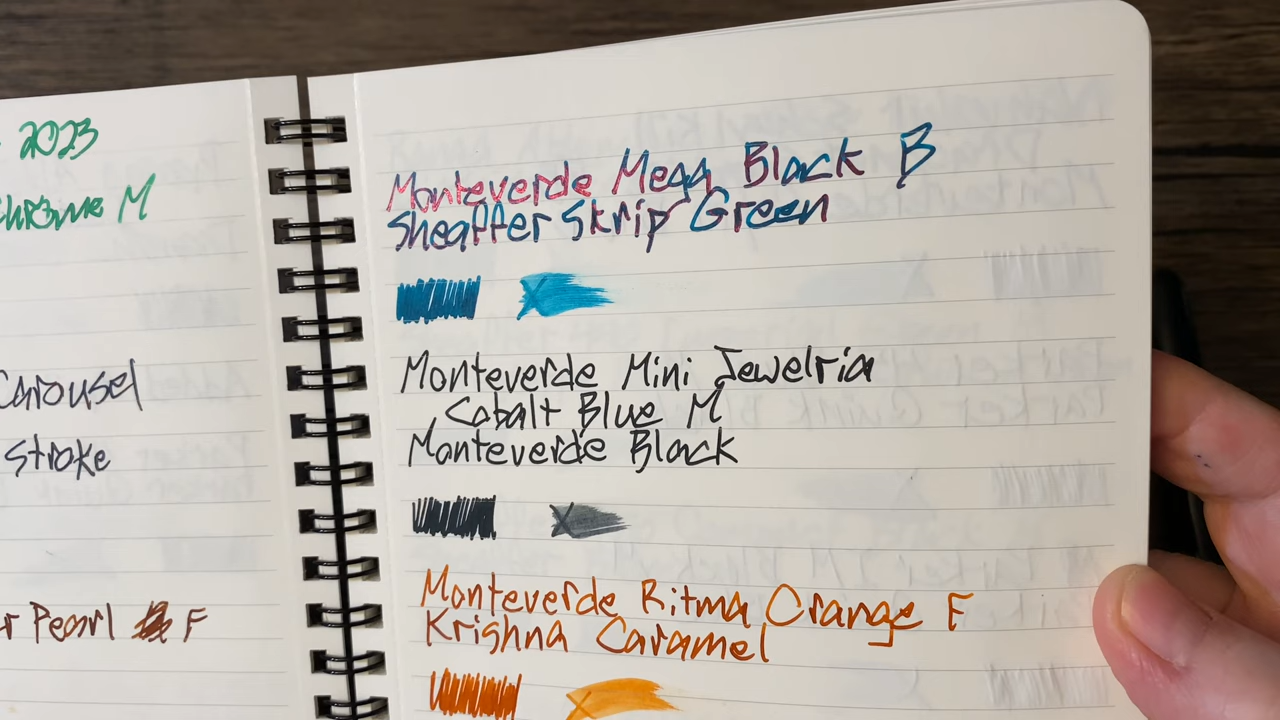 2023
Chrome M
Carousel
Stroke
Pearl F
Monteverde Mega Black B
Sheaffer Skrip Green
Monteverde Mini Jewelria
Cobalt Blue M
Monteverde Black
Monteverde Ritma Orange F
Krishna Caramel